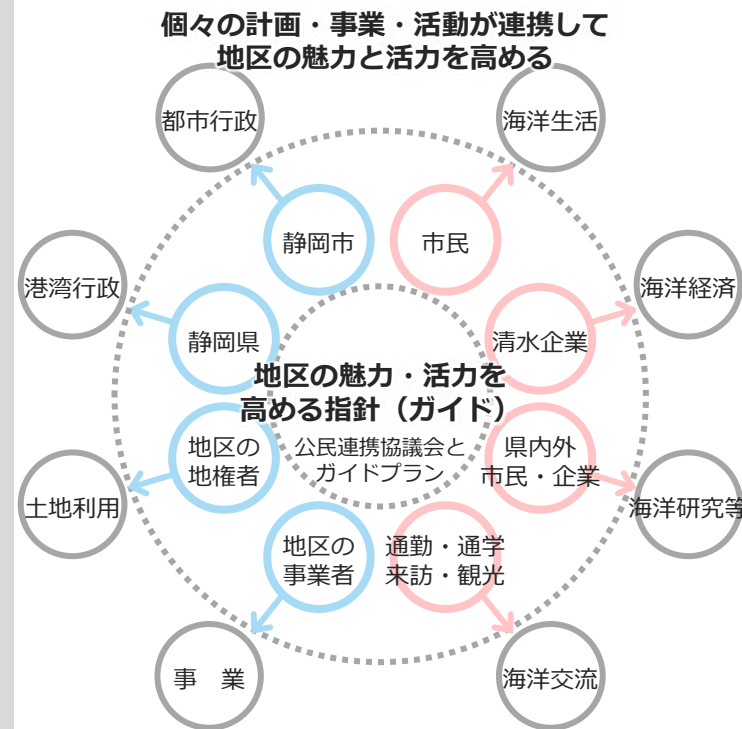 個々の計画・事業・活動が連携して
地区の魅力と活力を高める
都市行政
海洋生活
静岡市
市民
港湾行政
海洋経済
静岡県
清水企業
地区の魅力・活力を
高める指針（ガイド）
公民連携協議会と
ガイドプラン
地区の
地権者
県内外
市民・企業
土地利用
海洋研究等
地区の
事業者
通勤・通学
来訪・観光
事　業
海洋交流